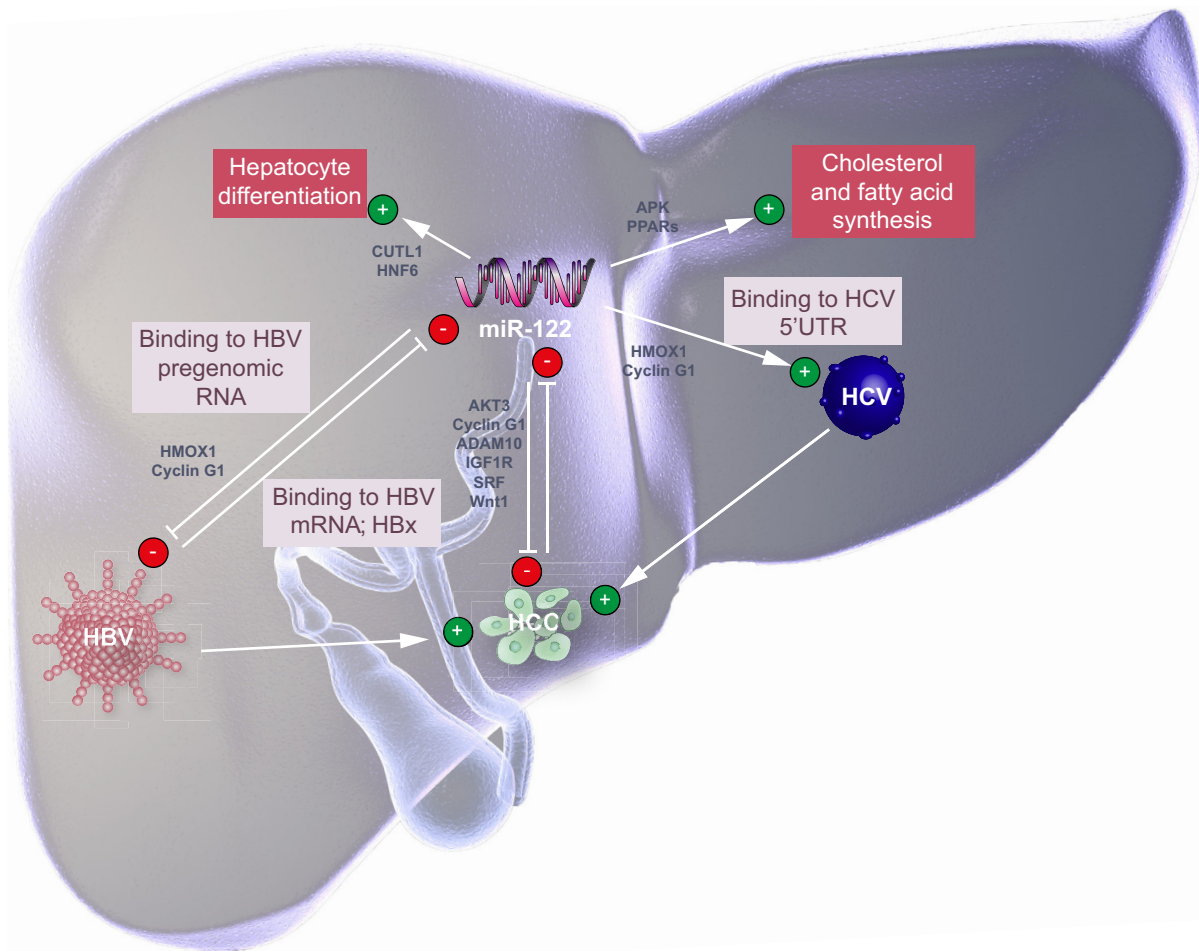 Hepatocyte
differentiation
+
CUTL1
HNF6
APK
PPARs
+
Cholesterol
and fatty acid
synthesis
miR-122
-
-
Binding to HBV
pregenomic
RNA
HMOX1
Cyclin G1
Binding to HCV
5’UTR
HMOX1
Cyclin G1
+
HCV
AKT3
Cyclin G1
ADAM10
IGF1R
SRF
Wnt1
Binding to HBV
mRNA; HBx
-
HBV
-
+
HCC
+